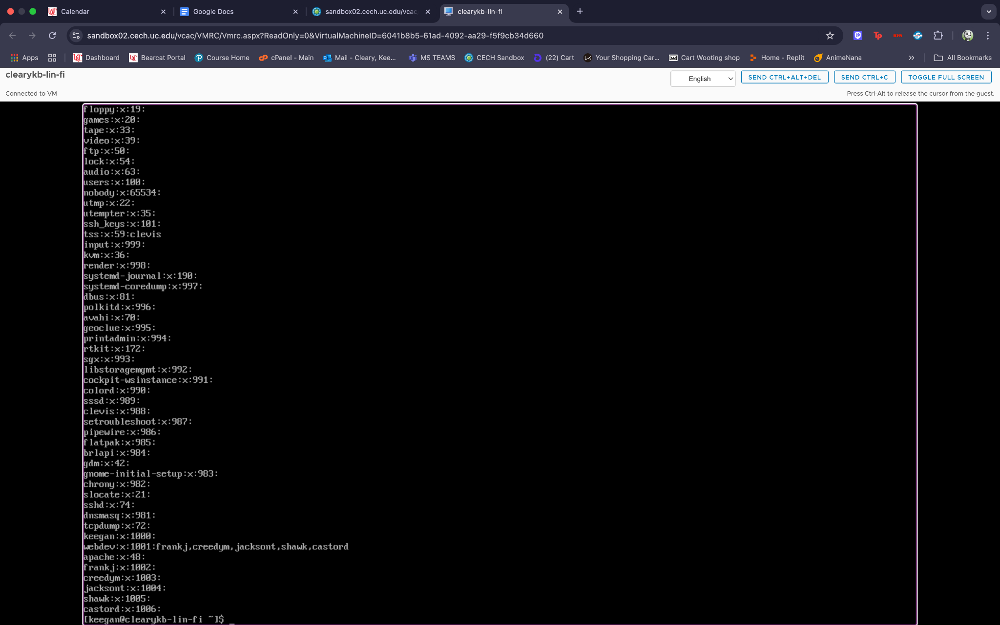 Calendar
Google Docs
sandbox02.cech.uc.edu/vcac
clearykb-lin-fi
sandbox02.cech.uc.edu/vcac/VMRC/Vmrc.aspx?ReadOnly=0&VirtualMachineID=6041b8b5-61ad-4092-aa29-f5f9cb34d660
Apps
Dashboard
Bearcat Portal
Course Home
cPanel - Main
Mail - Cleary, Kee...
MS TEAMS
CECH Sandbox
(22) Cart
Your Shopping Car...
Cart Wooting shop
Home - Replit
AnimeNana
All Bookmarks
clearykb-lin-fi
English
SEND CTRL+ALT+DEL
SEND CTRL+C
TOGGLE FULL SCREEN
Connected to VM
Press Ctrl-Alt to release the cursor from the guest.
floppy:x:19:
games:x:20:
tape:x:33:
video:x:39:
ftp:x:50:
lock:x:54:
audio:x:63:
users:x:100:
nobody:x:65534:
utmp:x:22:
utempter:x:35:
ssh_keys:x:101:
tss:x:59:clevis
input:x:999:
kvm:x:36:
render:x:998:
systemd-journal:x:190:
systemd-coredump:x:997:
dbus:x:81:
polkitd:x:996:
avahi:x:70:
geoclue:x:995:
printadmin:x:994:
rtkit:x:172:
sgx:x:993:
libstoragemgmt:x:992:
cockpit-wsinstance:x:991:
colord:x:990:
sssd:x:989:
clevis:x:988:
setroubleshoot:x:987:
pipewire:x:986:
flatpak:x:985:
brlapi:x:984:
gdm:x:42:
gnome-initial-setup:x:983:
chrony:x:982:
slocate:x:21:
sshd:x:74:
dnsmasq:x:981:
tcpdump:x:72:
keegan:x:1000:
webdev:x:1001:frankj,creedym,jacksont,shawk,castord
apache:x:48:
frankj:x:1002:
creedym:x:1003:
jacksont:x:1004:
shawk:x:1005:
castord:x:1006:
[keegan@clearykb-lin-fi ~]$ _